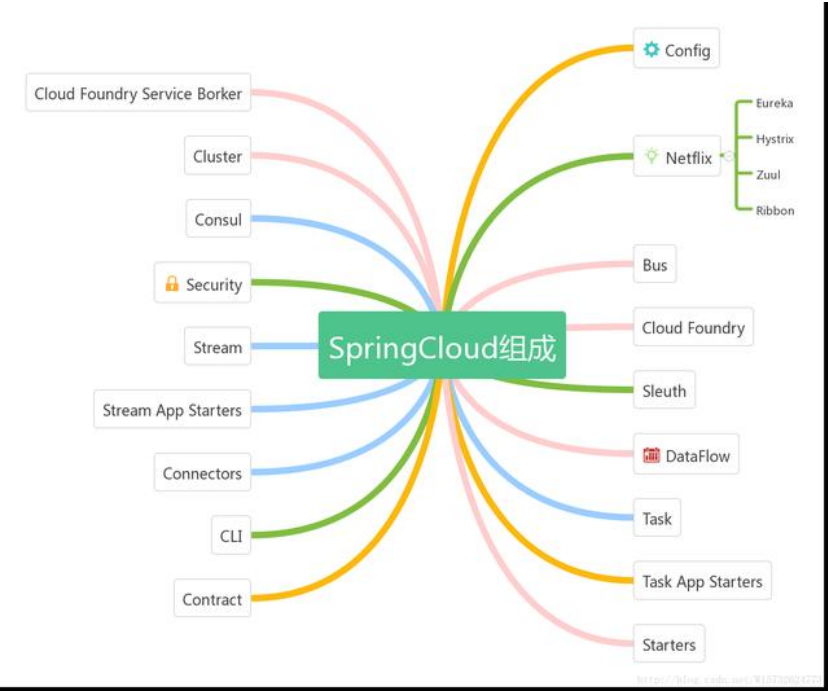 SpringCloud组成
Cloud Foundry Service Borker
Cluster
Consul
Security
Stream
Stream App Starters
Connectors
CLI
Contract
Config
Netflix
Eureka
Hystrix
Zuul
Ribbon
Bus
Cloud Foundry
Sleuth
DataFlow
Task
Task App Starters
Starters